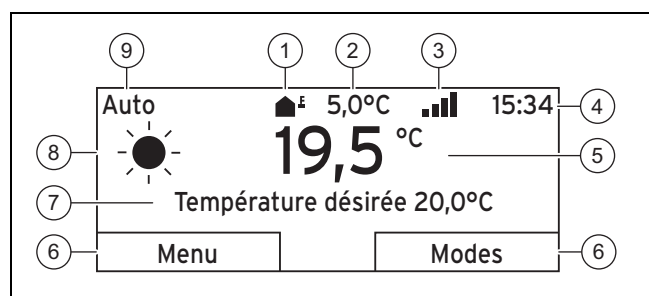 9 1 2 3
Auto 5,0°C 15:34 4
8 19,5 °C 5
7 Température désirée 20,0°C
6 Menu Modes 6